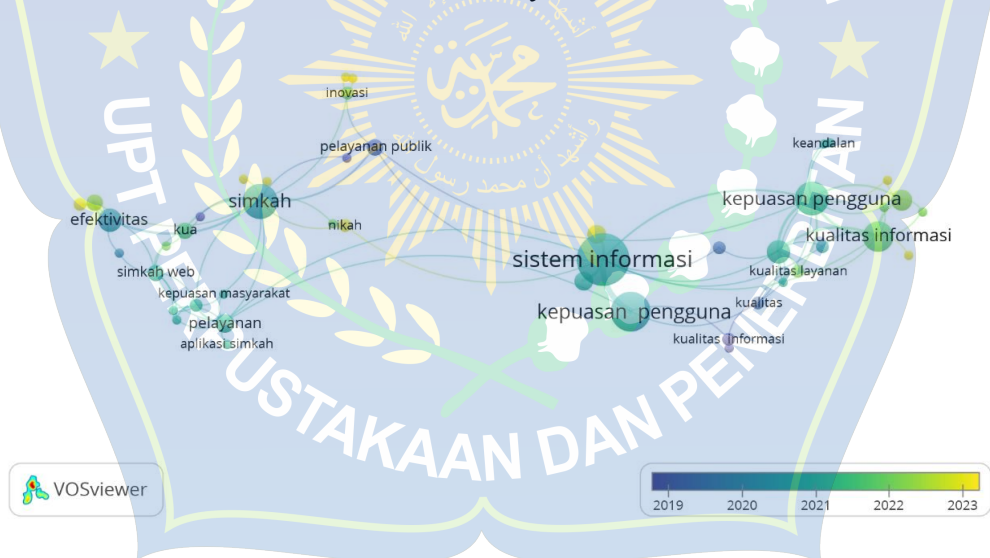 inovasi
pelayanan publik
keandalan
simkah
kepuasan pengguna
efektivitas
kua
nikah
kualitas informasi
sistem informasi
simkah web
kualitas layanan
kepuasan masyarakat
kualitas
kepuasan pengguna
pelayanan
kualitas informasi
aplikasi simkah
UPT PERPUSTAKAAN DAN PENERBITAN
محمد
VOSviewer
2019 2020 2021 2022 2023